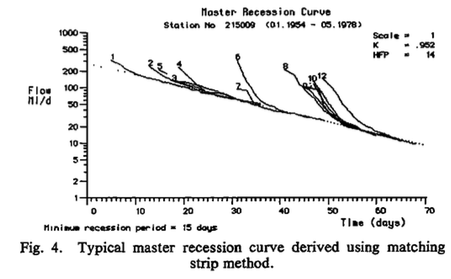 Master Recession Curve
Station No 215009 (01.1954 - 05.1978)
Scale = 1
K = .952
HFP = 14
Flow
Ml/d
1000
500
200
100
50
20
10
5
2
1
1
2
5
4
3
6
7
8
9
10
12
0
10
20
30
40
50
60
70
Time (days)
Minimum recession period = 15 days
Fig. 4. Typical master recession curve derived using matching
strip method.